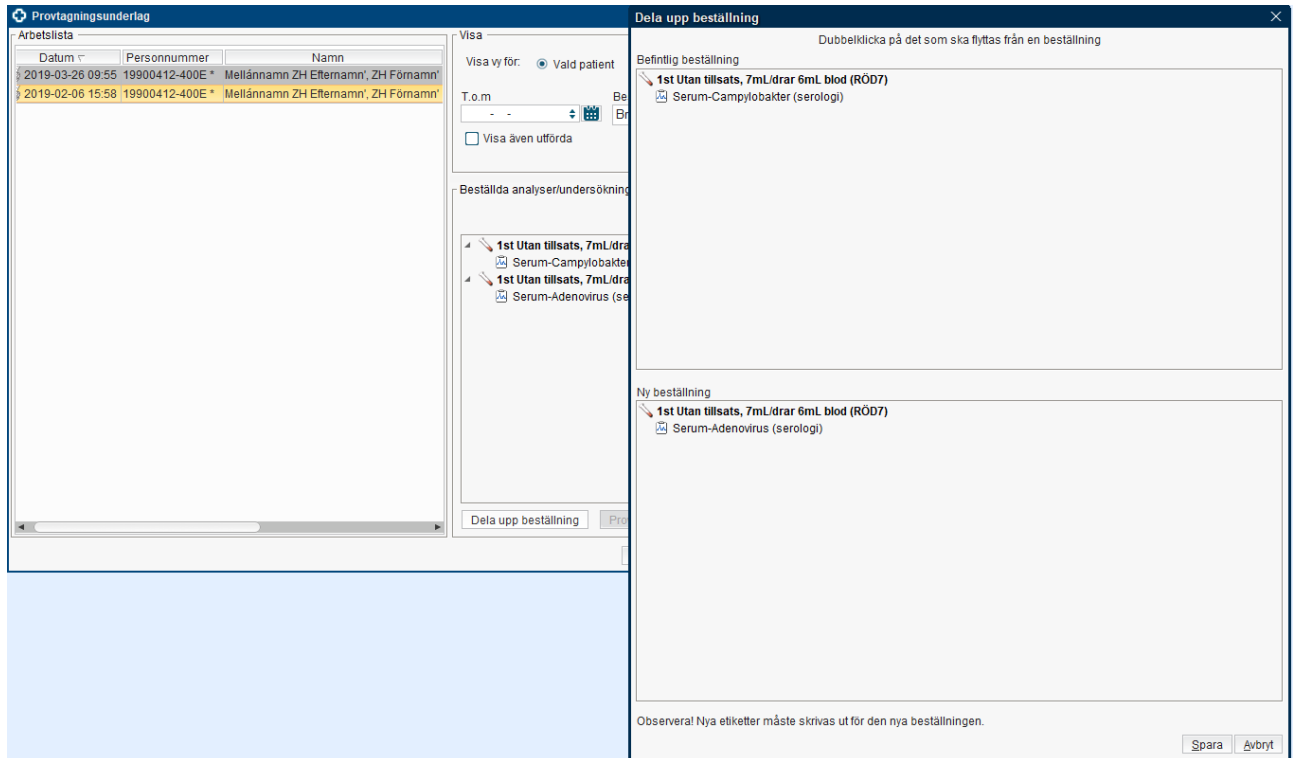 Provtagningsunderlag
Arbetslista
Datum Personnummer Namn
2019-03-26 09:55 19900412-400E * Mellánnamn ZH Efternamn', ZH Förnamn'
2019-02-06 15:58 19900412-400E * Mellánnamn ZH Efternamn', ZH Förnamn'
Visa
Visa vy för: Vald patient
T.o.m Be
- - Br
Visa även utförda
Beställda analyser/undersökning
1st Utan tillsats, 7mL/dra
Serum-Campylobakter
1st Utan tillsats, 7mL/dra
Serum-Adenovirus (se
Dela upp beställning Pro
Dela upp beställning
Dubbelklicka på det som ska flyttas från en beställning
Befintlig beställning
1st Utan tillsats, 7mL/drar 6mL blod (RÖD7)
Serum-Campylobakter (serologi)
Ny beställning
1st Utan tillsats, 7mL/drar 6mL blod (RÖD7)
Serum-Adenovirus (serologi)
Observera! Nya etiketter måste skrivas ut för den nya beställningen.
Spara Avbryt